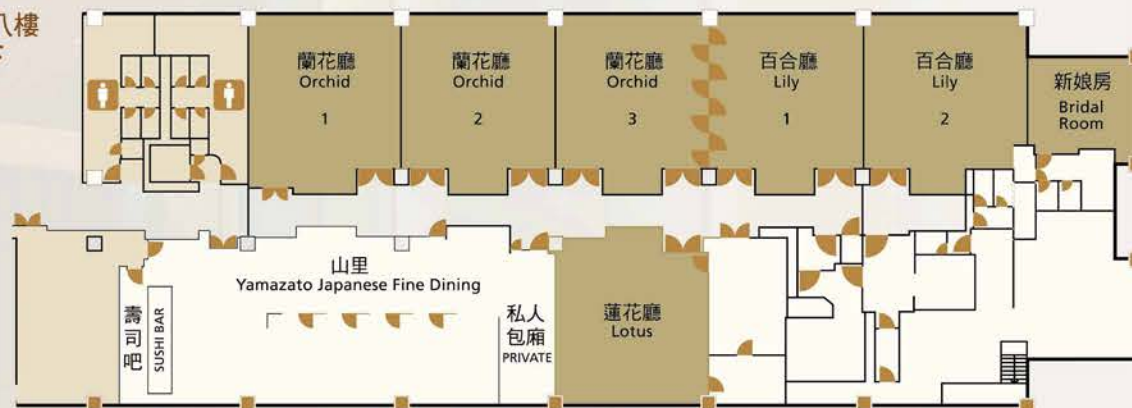 八樓
蘭花廳
Orchid
1
蘭花廳
Orchid
2
蘭花廳
Orchid
3
百合廳
Lily
1
百合廳
Lily
2
新娘房
Bridal
Room
山里
Yamazato Japanese Fine Dining
壽司吧
SUSHI BAR
私人
包廂
PRIVATE
蓮花廳
Lotus